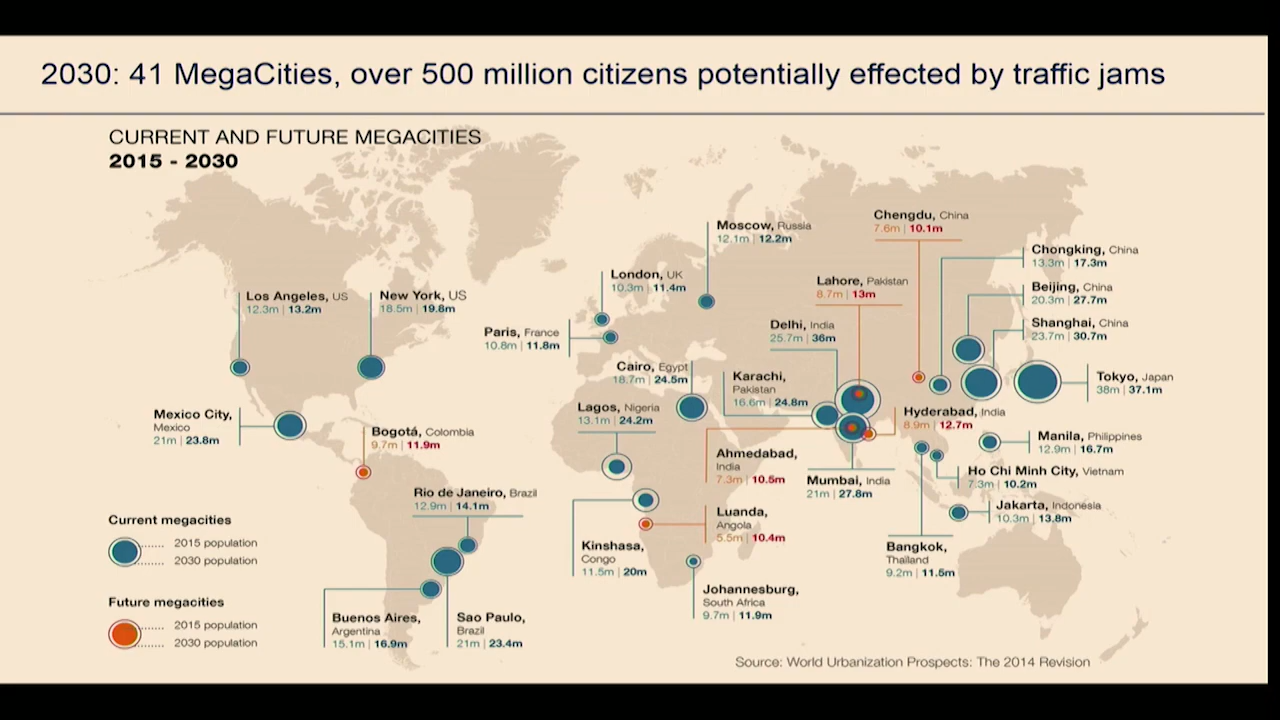 2030: 41 MegaCities, over 500 million citizens potentially effected by traffic jams
CURRENT AND FUTURE MEGACITIES
2015 - 2030
Chengdu, China
7.6m | 10.1m
Moscow, Russia
12.1m | 12.2m
Chongking, China
13.3m | 17.3m
London, UK
10.3m | 11.4m
Lahore, Pakistan
8.7m | 13m
Beijing, China
20.3m | 27.7m
Los Angeles, US
12.3m | 13.2m
New York, US
18.5m | 19.8m
Paris, France
10.8m | 11.8m
Delhi, India
25.7m | 36m
Shanghai, China
23.7m | 30.7m
Cairo, Egypt
18.7m | 24.5m
Karachi,
Pakistan
16.6m | 24.8m
Tokyo, Japan
38m | 37.1m
Mexico City,
Mexico
21m | 23.8m
Lagos, Nigeria
13.1m | 24.2m
Hyderabad, India
8.9m | 12.7m
Bogotá, Colombia
9.7m | 11.9m
Manila, Philippines
12.9m | 16.7m
Ahmedabad,
India
7.3m | 10.5m
Mumbai, India
21m | 27.8m
Ho Chi Minh City, Vietnam
7.3m | 10.2m
Rio de Janeiro, Brazil
12.9m | 14.1m
Jakarta, Indonesia
10.3m | 13.8m
Luanda,
Angola
5.5m | 10.4m
Kinshasa,
Congo
11.5m | 20m
Bangkok,
Thailand
9.2m | 11.5m
Johannesburg,
South Africa
9.7m | 11.9m
Buenos Aires,
Argentina
15.1m | 16.9m
Sao Paulo,
Brazil
21m | 23.4m
Current megacities
2015 population
2030 population
Future megacities
2015 population
2030 population
Source: World Urbanization Prospects: The 2014 Revision